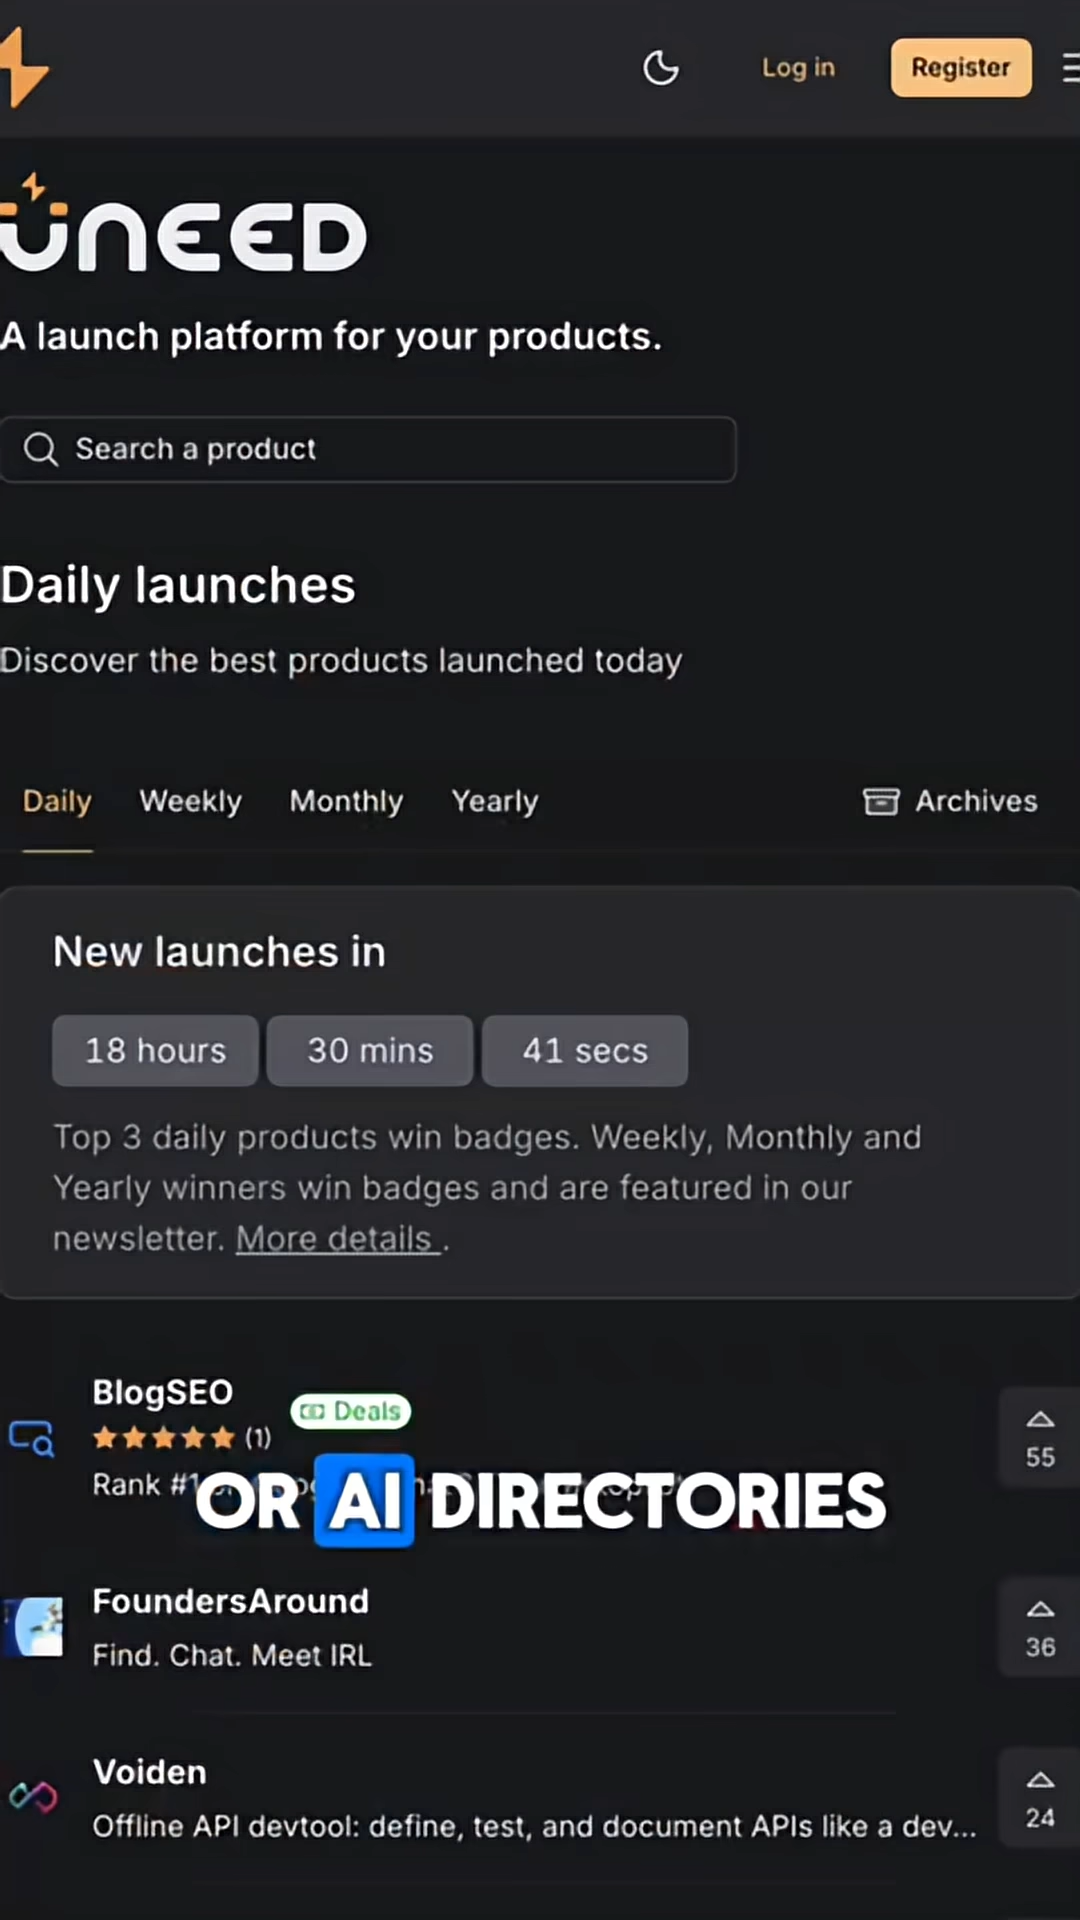 Log in
Register
UNEED
A launch platform for your products.
Search a product
Daily launches
Discover the best products launched today
Daily Weekly Monthly Yearly Archives
New launches in
18 hours 30 mins 41 secs
Top 3 daily products win badges. Weekly, Monthly and
Yearly winners win badges and are featured in our
newsletter. More details .
BlogSEO
Deals
(1)
55
Rank #1
OR AI DIRECTORIES
FoundersAround
36
Find. Chat. Meet IRL
Voiden
24
Offline API devtool: define, test, and document APIs like a dev...